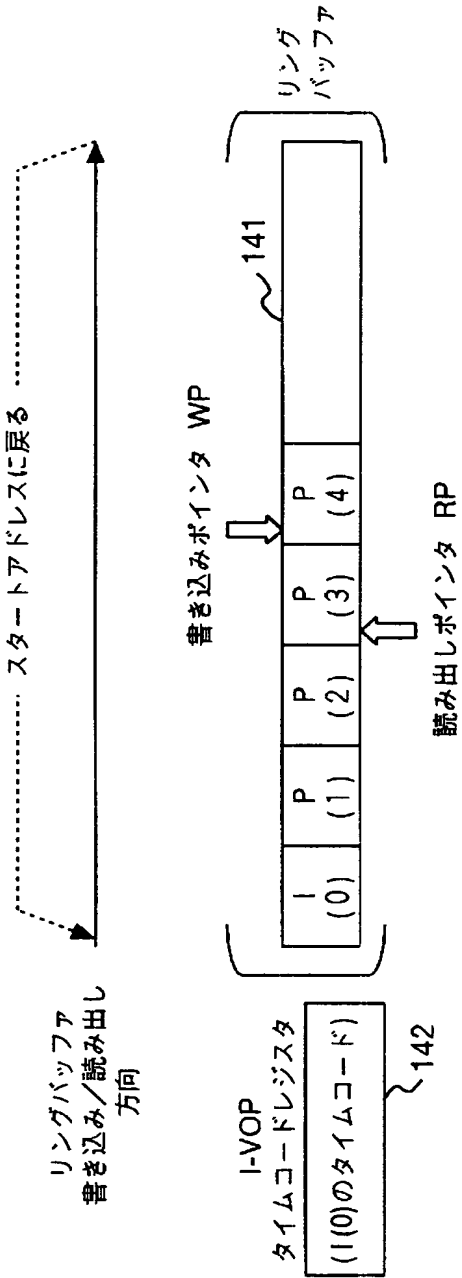 スタートアドレスに戻る
リングバッファ
書き込み/読み出し
方向
書き込みポインタ WP
141
I-VOP
タイムコードレジスタ
(I(0)のタイムコード)
142
I
(0)
P
(1)
P
(2)
P
(3)
P
(4)
リング
バッファ
読み出しポインタ RP